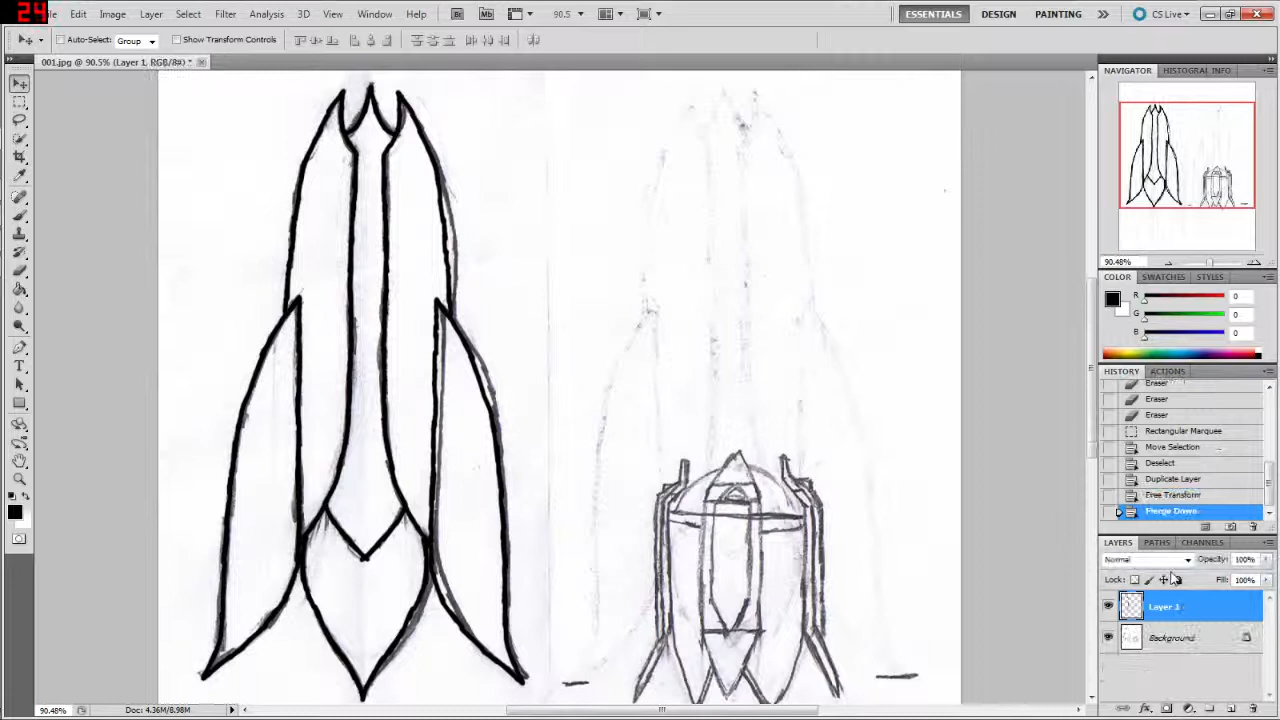 24
Edit Image Layer Select Filter Analysis 3D View Window Help Br Mb 90.5 ESSENTIALS DESIGN PAINTING CS Live
Auto-Select: Group Show Transform Controls
001.jpg @ 90.5% (Layer 1, RGB/8#) *
NAVIGATOR HISTOGRAM INFO
90.48%
COLOR SWATCHES STYLES
R 0
G 0
B 0
HISTORY ACTIONS
Eraser
Eraser
Eraser
Rectangular Marquee
Move Selection
Deselect
Duplicate Layer
Free Transform
Merge Down
LAYERS PATHS CHANNELS
Normal Opacity: 100%
Lock: Fill: 100%
Layer 1
Background
90.48% Doc: 4.36M/8.98M